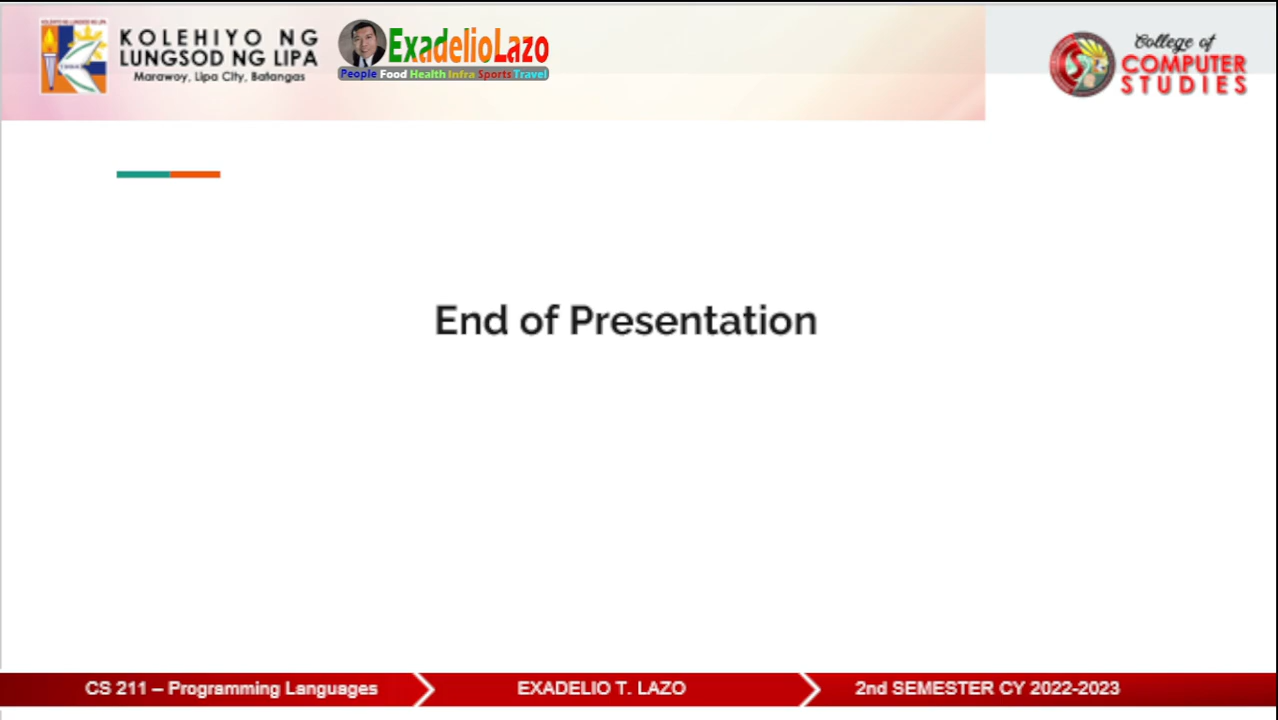 KOLEHIYO NG
LUNGSOD NG LIPA
Marawoy, Lipa City, Batangas
ExadelioLazo
People Food Health Infra Sports Travel
College of
COMPUTER
STUDIES
End of Presentation
CS 211 – Programming Languages
EXADELIO T. LAZO
2nd SEMESTER CY 2022-2023